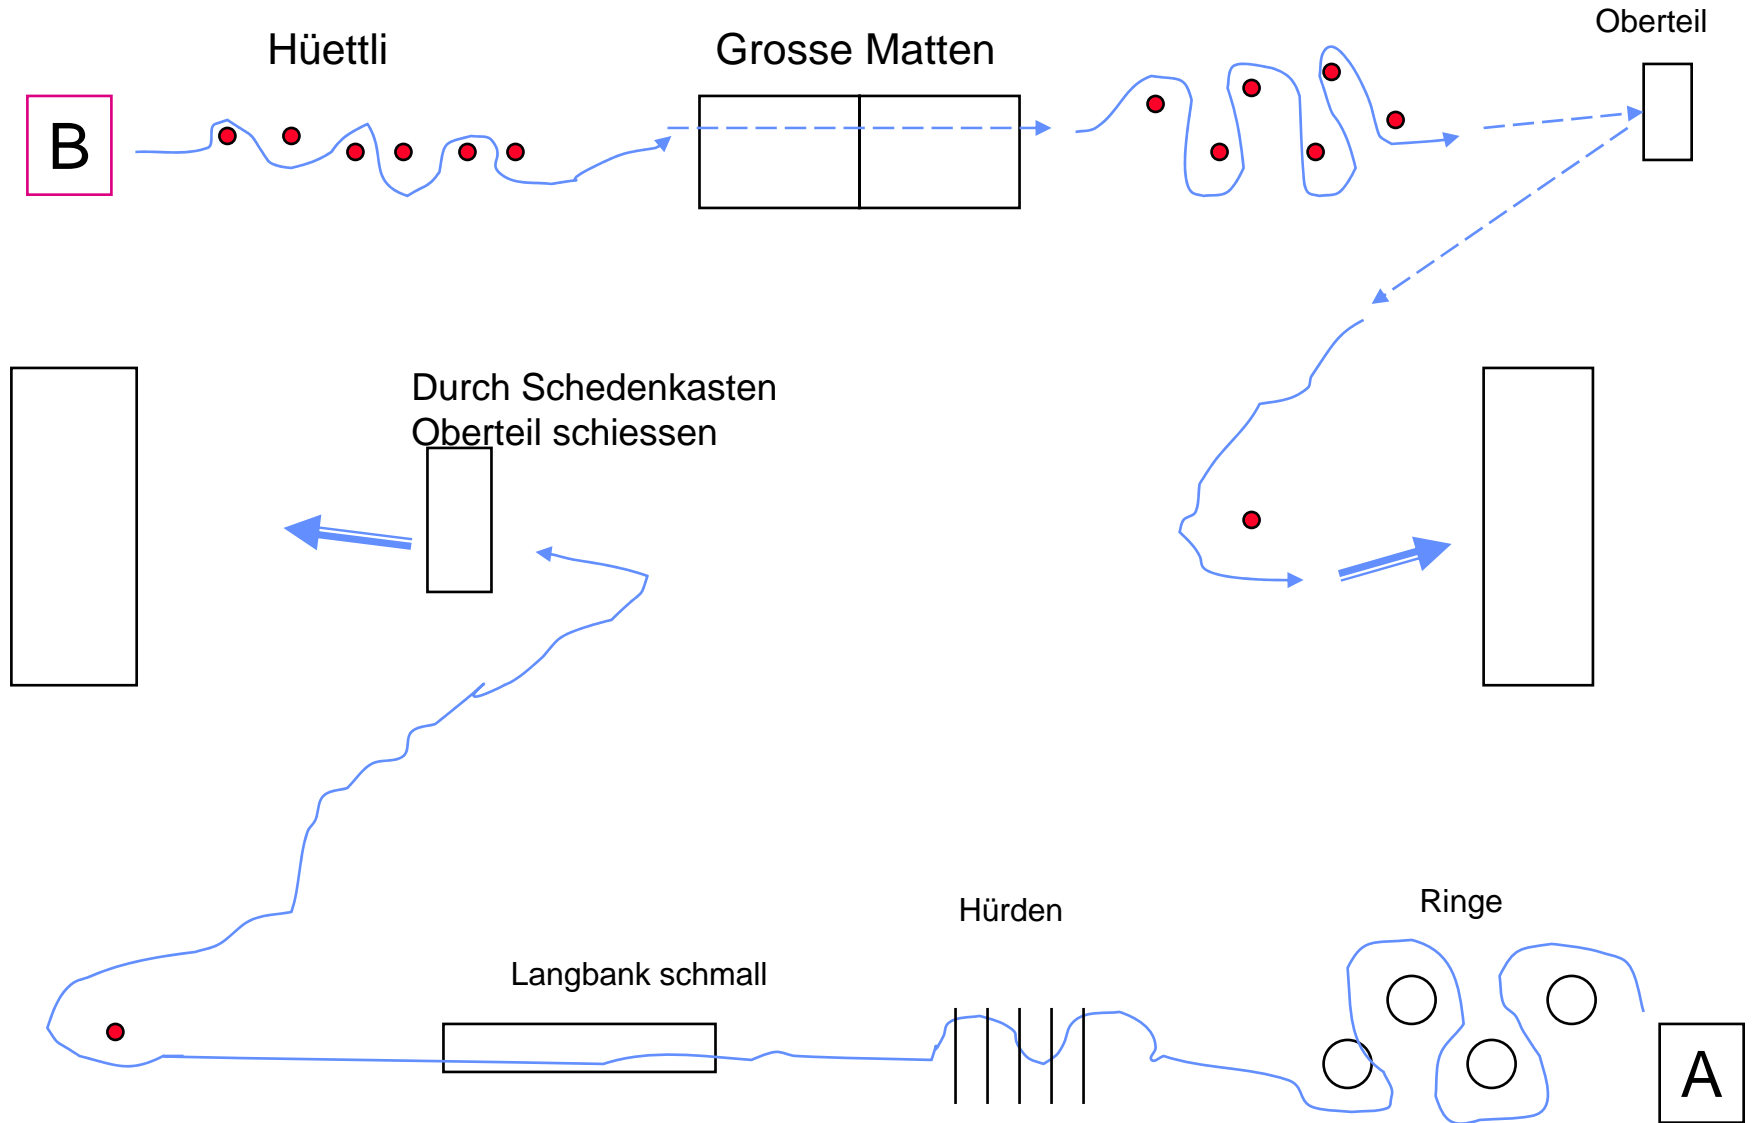 Oberteil
Hüettli
Grosse Matten
B
Durch Schedenkasten
Oberteil schiessen
Hürden
Ringe
Langbank schmall
A